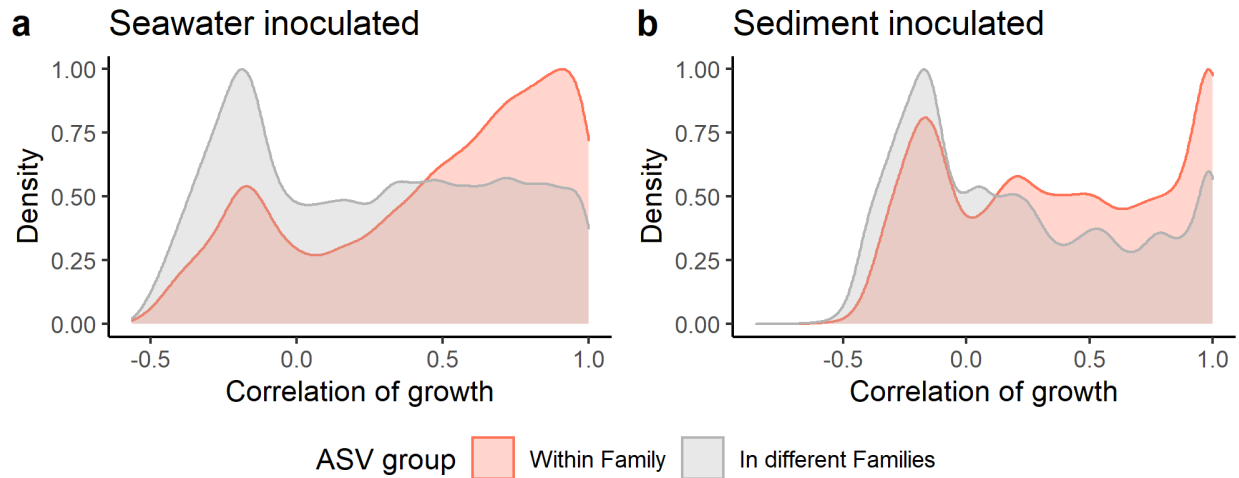 a Seawater inoculated
b Sediment inoculated
Density
1.00
0.75
0.50
0.25
0.00
-0.5 0.0 0.5 1.0
Correlation of growth
Density
1.00
0.75
0.50
0.25
0.00
-0.5 0.0 0.5 1.0
Correlation of growth
ASV group Within Family In different Families